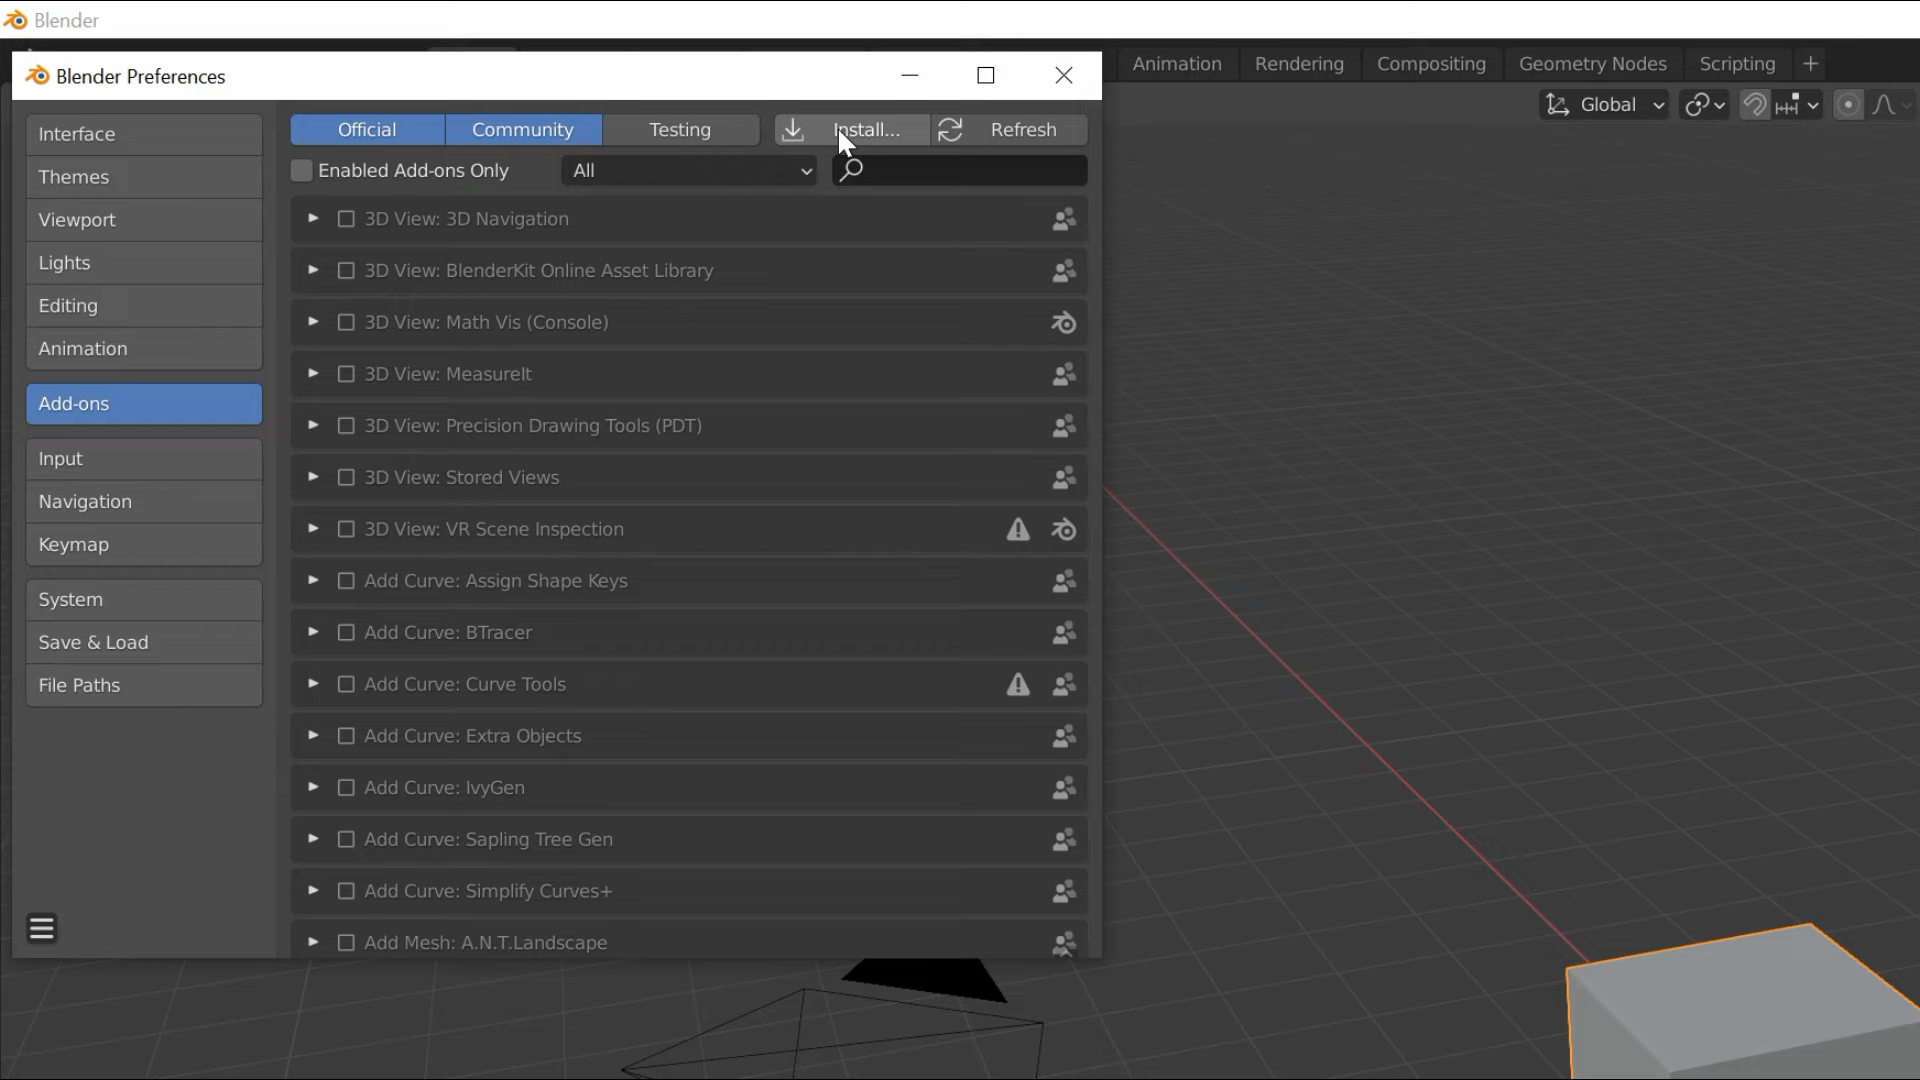 Blender
Blender Preferences
Animation Rendering Compositing Geometry Nodes Scripting +
Global
Interface
Themes
Viewport
Lights
Editing
Animation
Add-ons
Input
Navigation
Keymap
System
Save & Load
File Paths
Official Community Testing Install... Refresh
Enabled Add-ons Only All
3D View: 3D Navigation
3D View: BlenderKit Online Asset Library
3D View: Math Vis (Console)
3D View: MeasureIt
3D View: Precision Drawing Tools (PDT)
3D View: Stored Views
3D View: VR Scene Inspection
Add Curve: Assign Shape Keys
Add Curve: BTracer
Add Curve: Curve Tools
Add Curve: Extra Objects
Add Curve: IvyGen
Add Curve: Sapling Tree Gen
Add Curve: Simplify Curves+
Add Mesh: A.N.T.Landscape